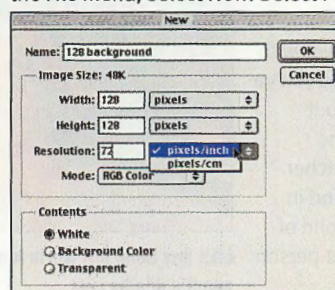 New
Name: 128 background
OK
Image Size: 48K
Cancel
Width: 128 pixels
Height: 128 pixels
Resolution: 72 ✓ pixels/inch
pixels/cm
Mode: RGB Color
Contents
White
Background Color
Transparent